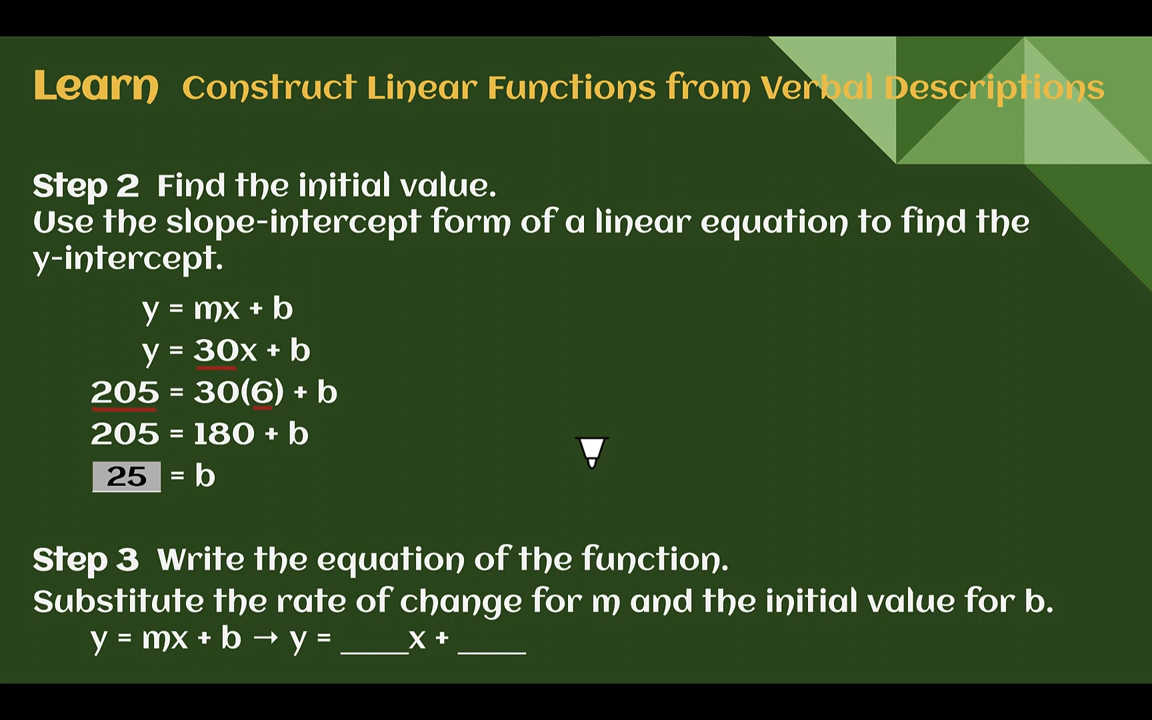 Learn Construct Linear Functions from Verbal Descriptions
Step 2 Find the initial value.
Use the slope-intercept form of a linear equation to find the
y-intercept.
y = mx + b
y = 30x + b
205 = 30(6) + b
205 = 180 + b
25 = b
Step 3 Write the equation of the function.
Substitute the rate of change for m and the initial value for b.
y = mx + b → y = ____x + ____